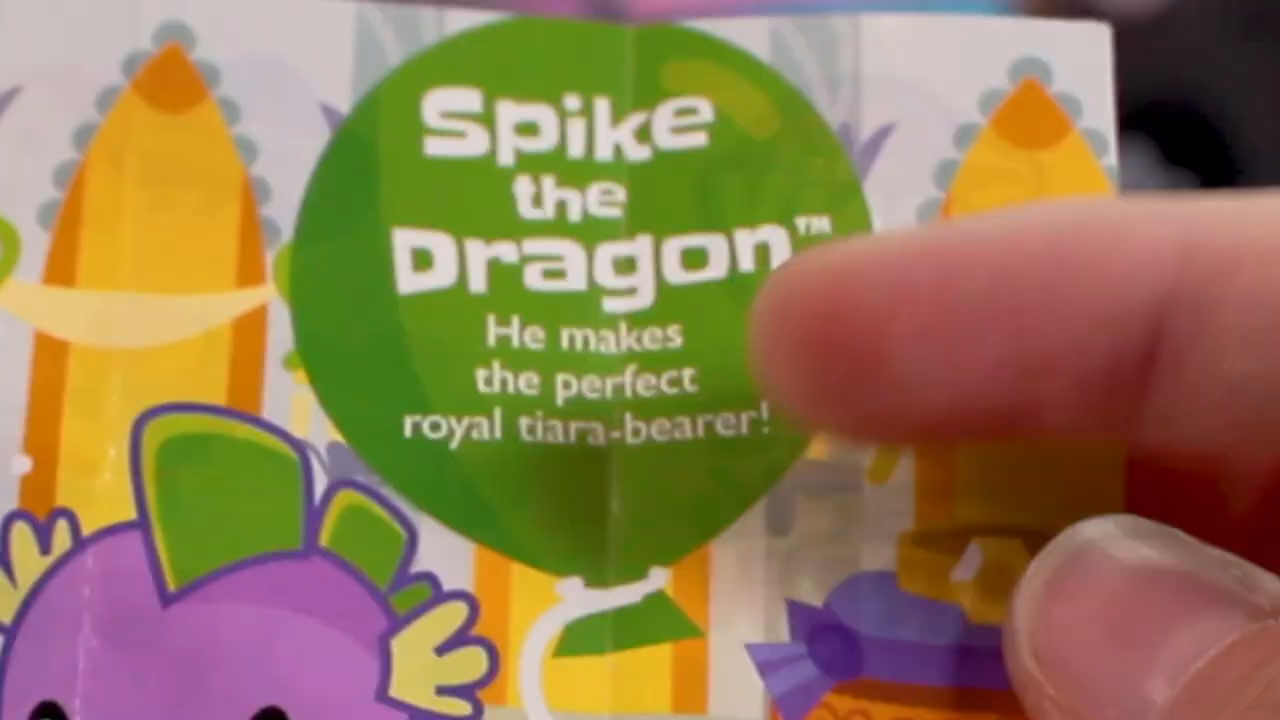 Spike
the
Dragon™
He makes
the perfect
royal tiara-bearer!